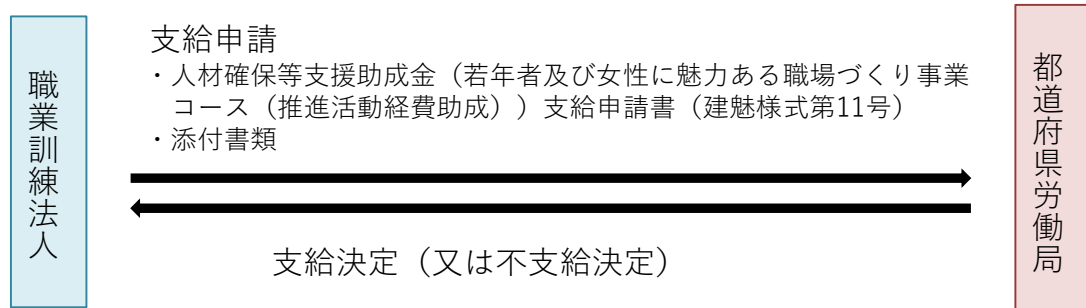 職業訓練法人
支給申請
・人材確保等支援助成金（若年者及び女性に魅力ある職場づくり事業
コース（推進活動経費助成））支給申請書（建魅様式第11号）
・添付書類
支給決定（又は不支給決定）
都道府県労働局